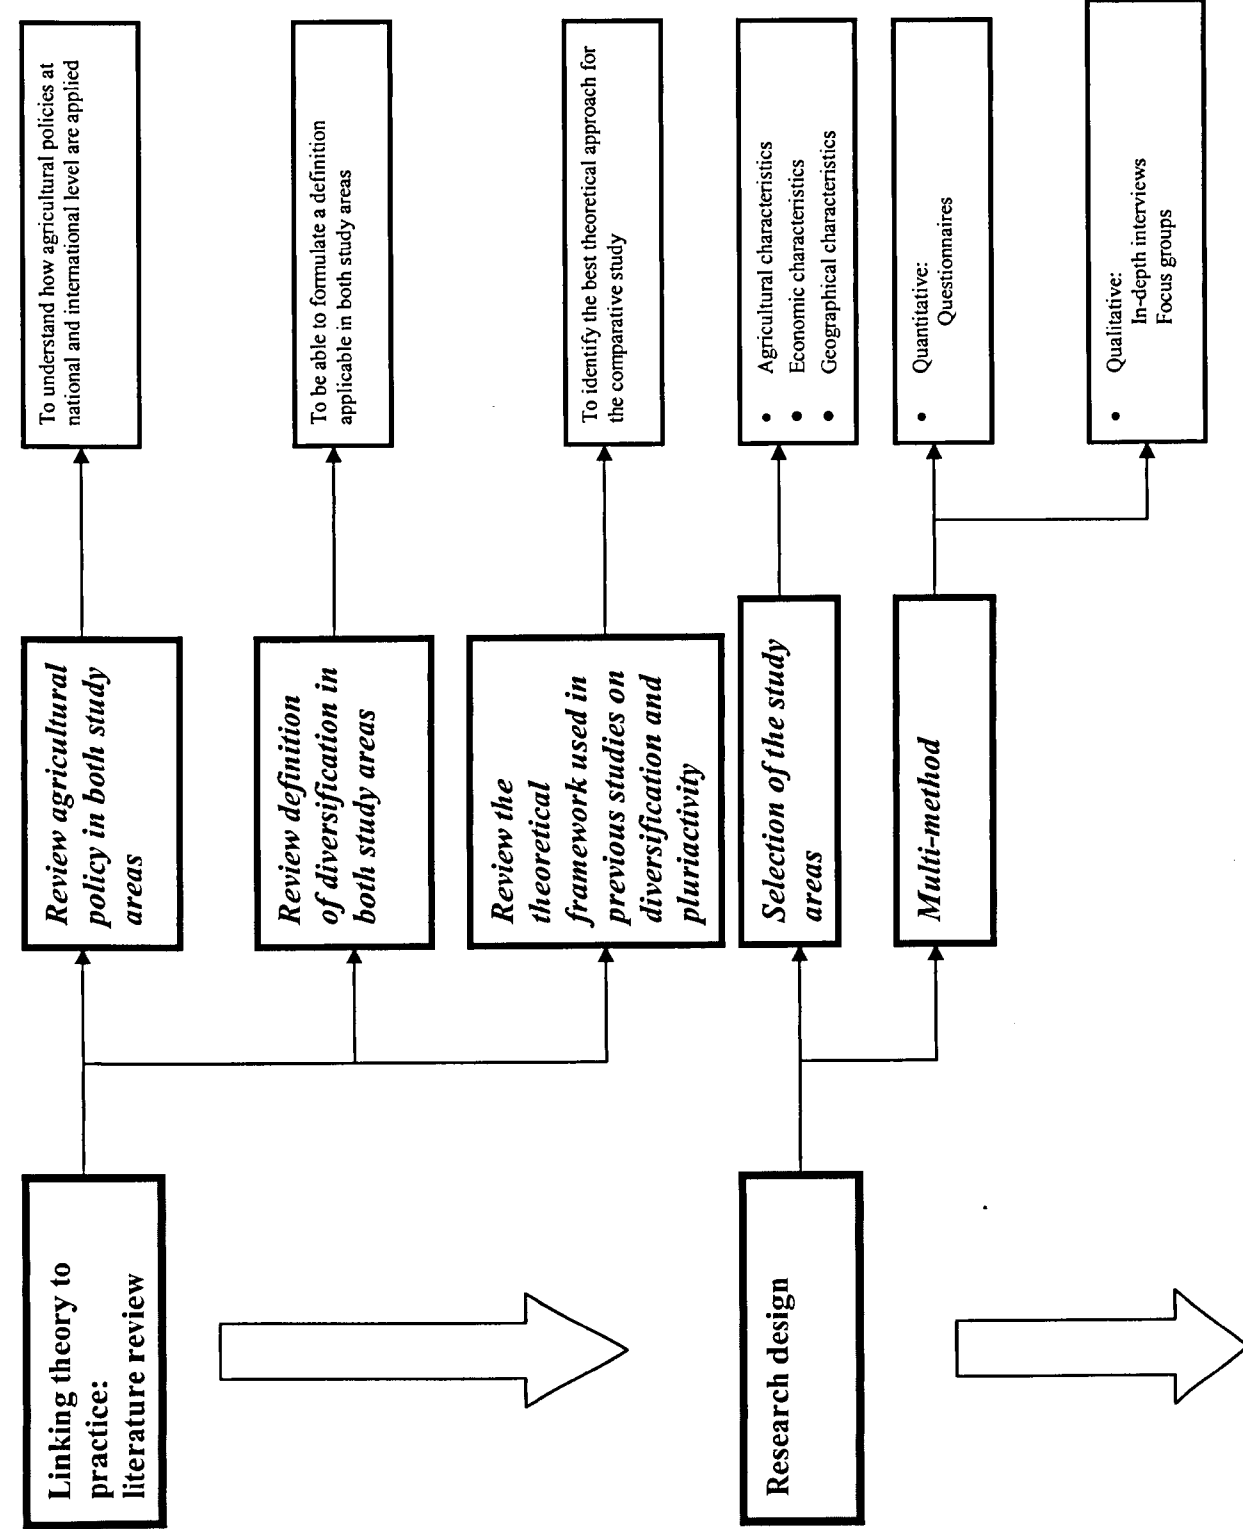 Linking theory to
practice:
literature review
Review agricultural
policy in both study
areas
To understand how agricultural policies at
national and international level are applied
Review definition
of diversification in
both study areas
To be able to formulate a definition
applicable in both study areas
Review the
theoretical
framework used in
previous studies on
diversification and
pluriactivity
To identify the best theoretical approach for
the comparative study
Research design
Selection of the study
areas
• Agricultural characteristics
• Economic characteristics
• Geographical characteristics
Multi-method
• Quantitative:
Questionnaires
• Qualitative:
In-depth interviews
Focus groups